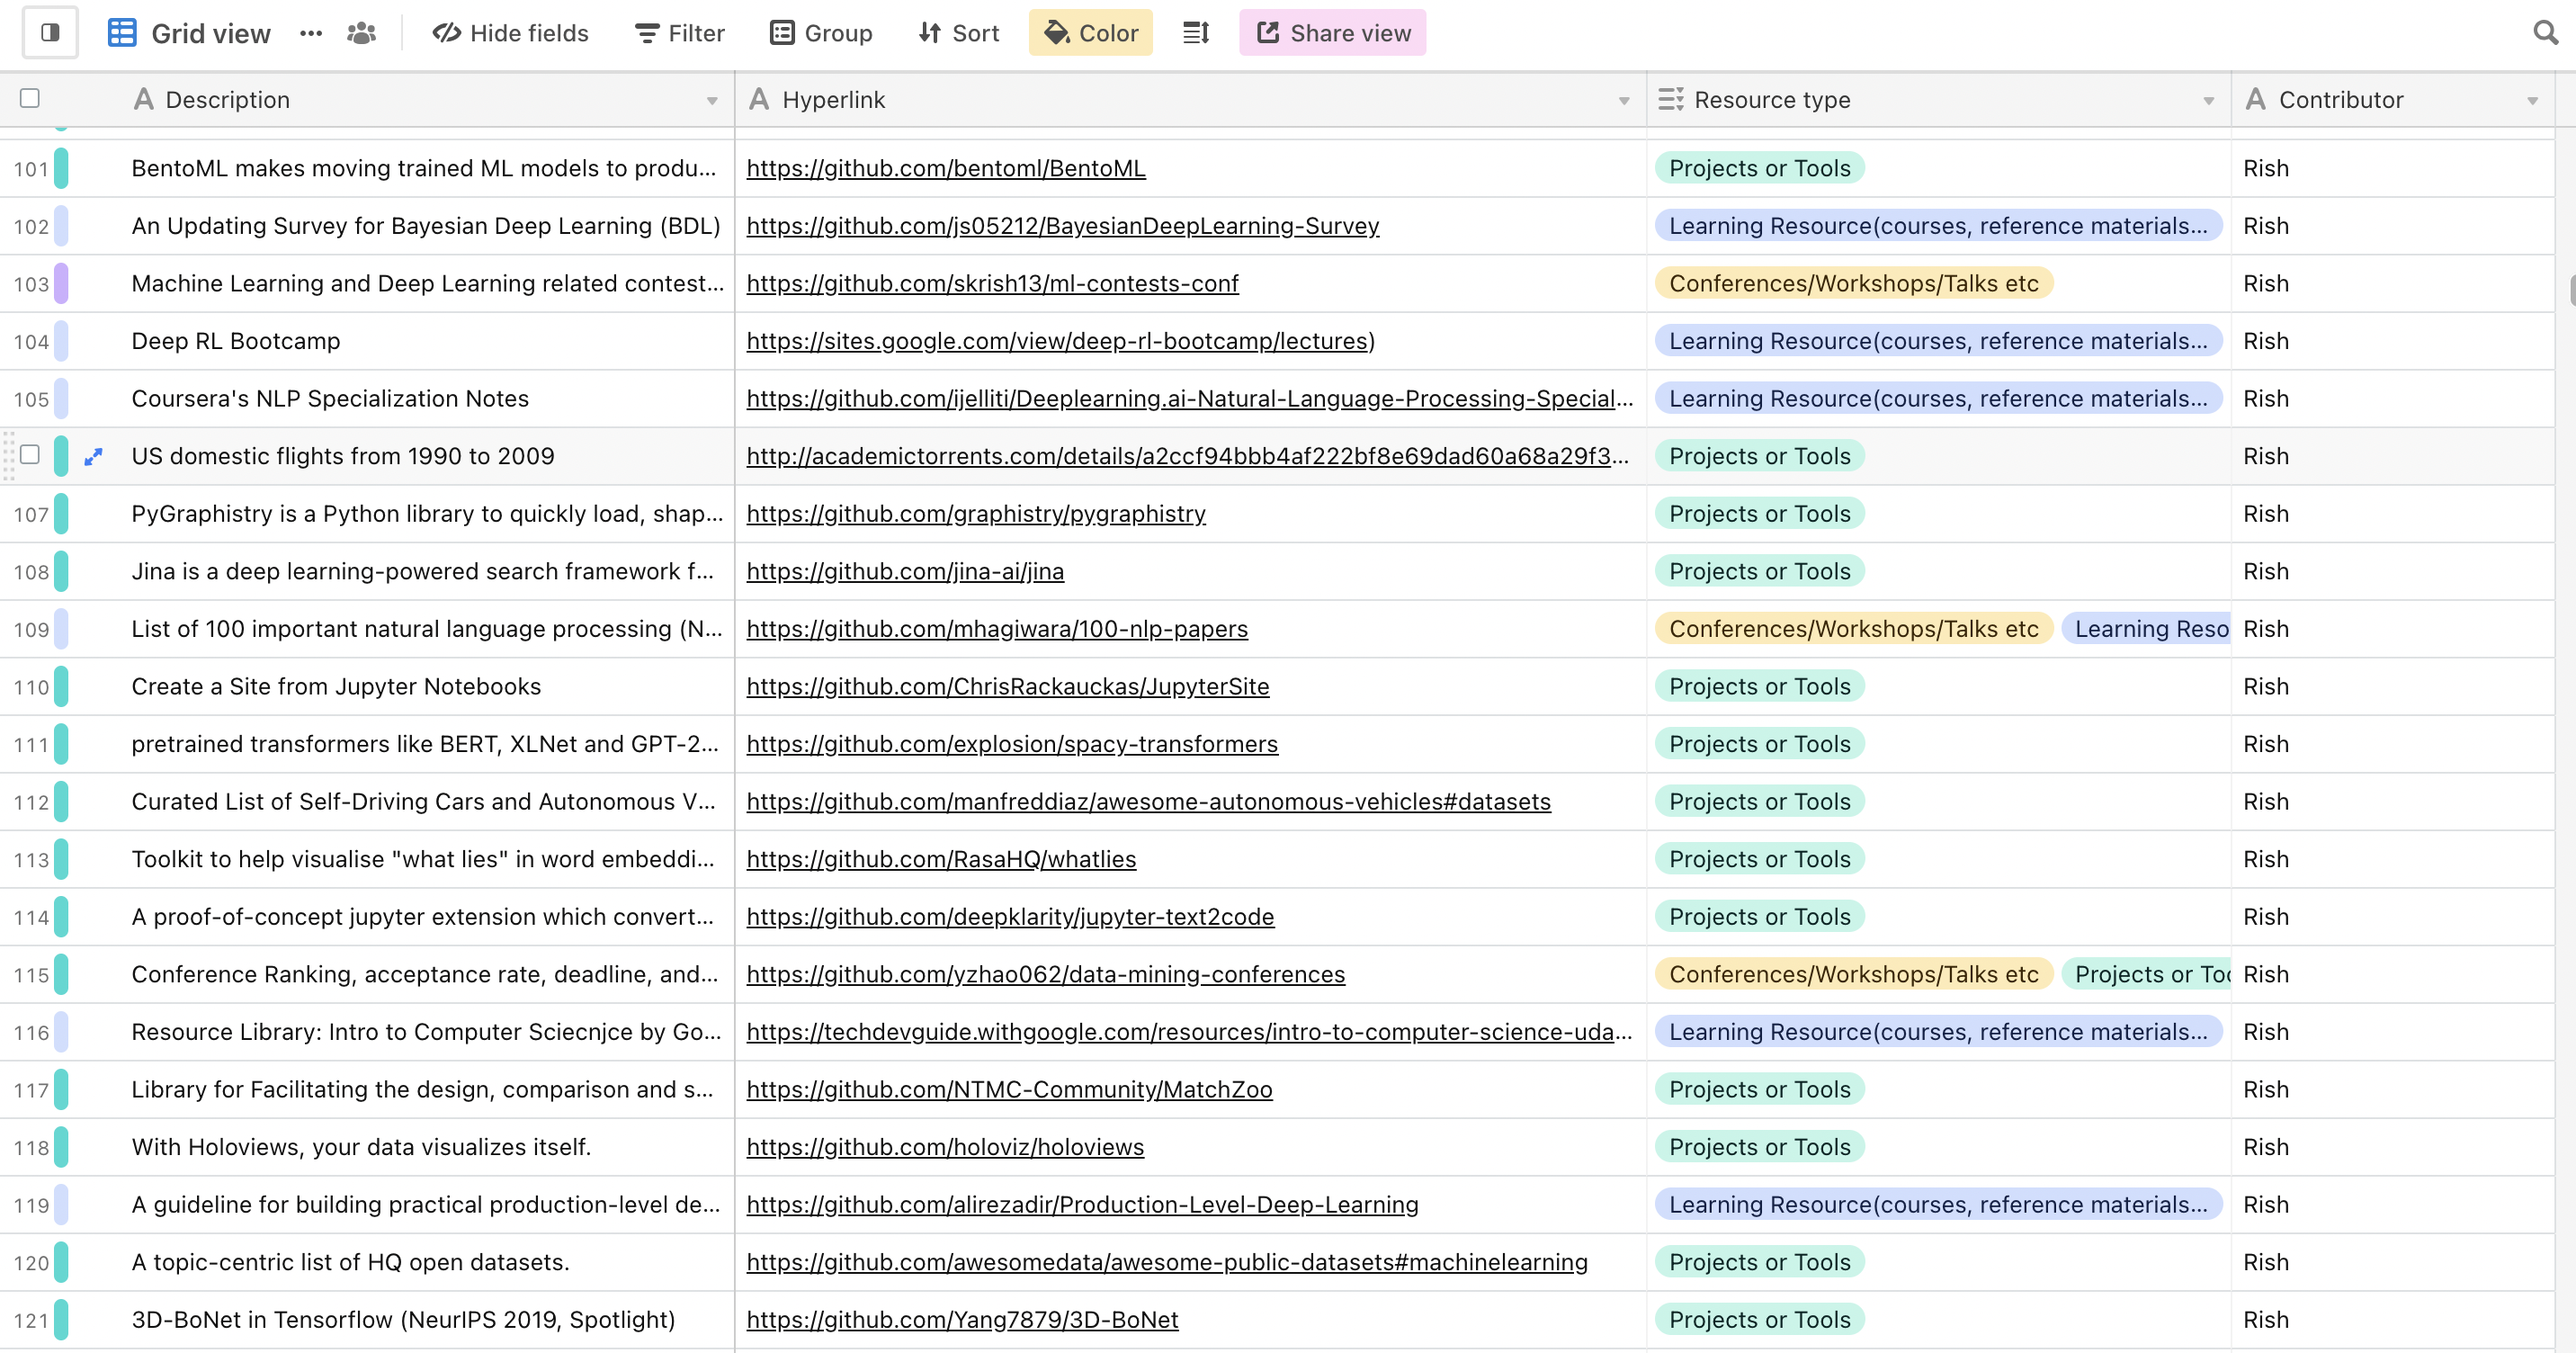 Grid view ... Hide fields Filter Group Sort Color Share view
Description Hyperlink Resource type Contributor
101 BentoML makes moving trained ML models to produ... https://github.com/bentoml/BentoML Projects or Tools Rish
102 An Updating Survey for Bayesian Deep Learning (BDL) https://github.com/js05212/BayesianDeepLearning-Survey Learning Resource(courses, reference materials... Rish
103 Machine Learning and Deep Learning related contest... https://github.com/skrish13/ml-contests-conf Conferences/Workshops/Talks etc Rish
104 Deep RL Bootcamp https://sites.google.com/view/deep-rl-bootcamp/lectures) Learning Resource(courses, reference materials... Rish
105 Coursera's NLP Specialization Notes https://github.com/ijelliti/Deeplearning.ai-Natural-Language-Processing-Special... Learning Resource(courses, reference materials... Rish
US domestic flights from 1990 to 2009 http://academictorrents.com/details/a2ccf94bbb4af222bf8e69dad60a68a29f3... Projects or Tools Rish
107 PyGraphistry is a Python library to quickly load, shap... https://github.com/graphistry/pygraphistry Projects or Tools Rish
108 Jina is a deep learning-powered search framework f... https://github.com/jina-ai/jina Projects or Tools Rish
109 List of 100 important natural language processing (N... https://github.com/mhagiwara/100-nlp-papers Conferences/Workshops/Talks etc Learning Reso Rish
110 Create a Site from Jupyter Notebooks https://github.com/ChrisRackauckas/JupyterSite Projects or Tools Rish
111 pretrained transformers like BERT, XLNet and GPT-2... https://github.com/explosion/spacy-transformers Projects or Tools Rish
112 Curated List of Self-Driving Cars and Autonomous V... https://github.com/manfreddiaz/awesome-autonomous-vehicles#datasets Projects or Tools Rish
113 Toolkit to help visualise "what lies" in word embeddi... https://github.com/RasaHQ/whatlies Projects or Tools Rish
114 A proof-of-concept jupyter extension which convert... https://github.com/deepklarity/jupyter-text2code Projects or Tools Rish
115 Conference Ranking, acceptance rate, deadline, and... https://github.com/yzhao062/data-mining-conferences Conferences/Workshops/Talks etc Projects or Too Rish
116 Resource Library: Intro to Computer Sciecnjce by Go... https://techdevguide.withgoogle.com/resources/intro-to-computer-science-uda... Learning Resource(courses, reference materials... Rish
117 Library for Facilitating the design, comparison and s... https://github.com/NTMC-Community/MatchZoo Projects or Tools Rish
118 With Holoviews, your data visualizes itself. https://github.com/holoviz/holoviews Projects or Tools Rish
119 A guideline for building practical production-level de... https://github.com/alirezadir/Production-Level-Deep-Learning Learning Resource(courses, reference materials... Rish
120 A topic-centric list of HQ open datasets. https://github.com/awesomedata/awesome-public-datasets#machinelearning Projects or Tools Rish
121 3D-BoNet in Tensorflow (NeurIPS 2019, Spotlight) https://github.com/Yang7879/3D-BoNet Projects or Tools Rish